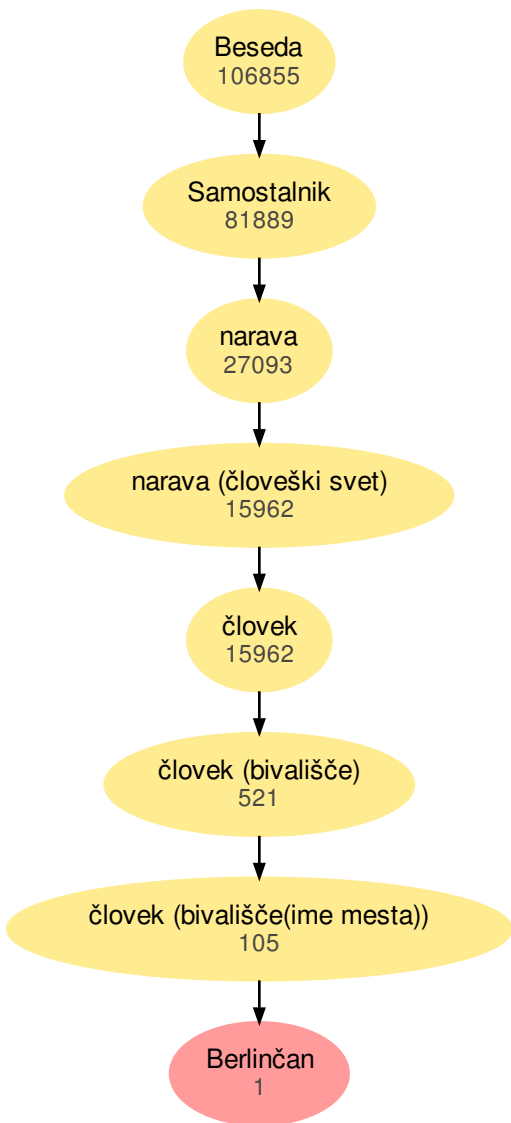 Beseda
106855
Samostalnik
81889
narava
27093
narava (človeški svet)
15962
človek
15962
človek (bivališče)
521
človek (bivališče(ime mesta))
105
Berlinčan
1